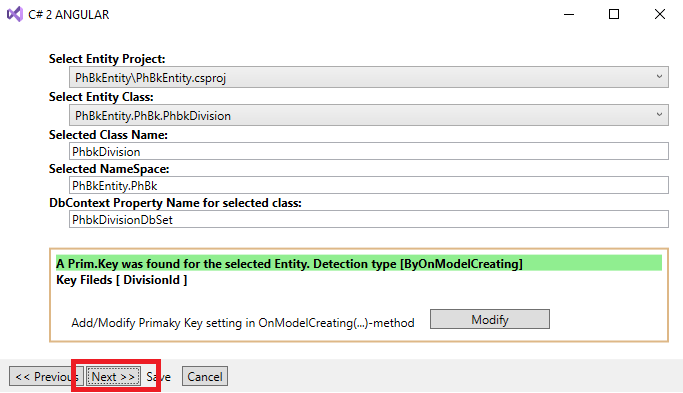 C# 2 ANGULAR
Select Entity Project:
PhBkEntity\PhBkEntity.csproj
Select Entity Class:
PhBkEntity.PhBk.PhbkDivision
Selected Class Name:
PhbkDivision
Selected NameSpace:
PhBkEntity.PhBk
DbContext Property Name for selected class:
PhbkDivisionDbSet
A Prim.Key was found for the selected Entity. Detection type [ByOnModelCreating]
Key Fileds [ DivisionId ]
Add/Modify Primaky Key setting in OnModelCreating(...)-method
Modify
<< Previous Next >> Save Cancel